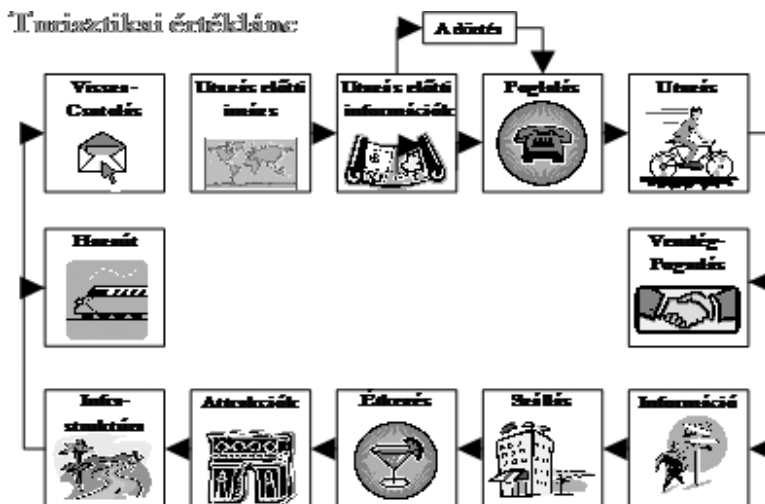 Turisztikai értéklánc
A döntés
Vissza-
Csatolás
Utazás előtti
imázs
Utazás előtti
információk
Foglalás
Utazás
Hazaút
Vendég-
Fogadás
Infra-
struktúra
Attrakciók
Étkezés
Szállás
Információ